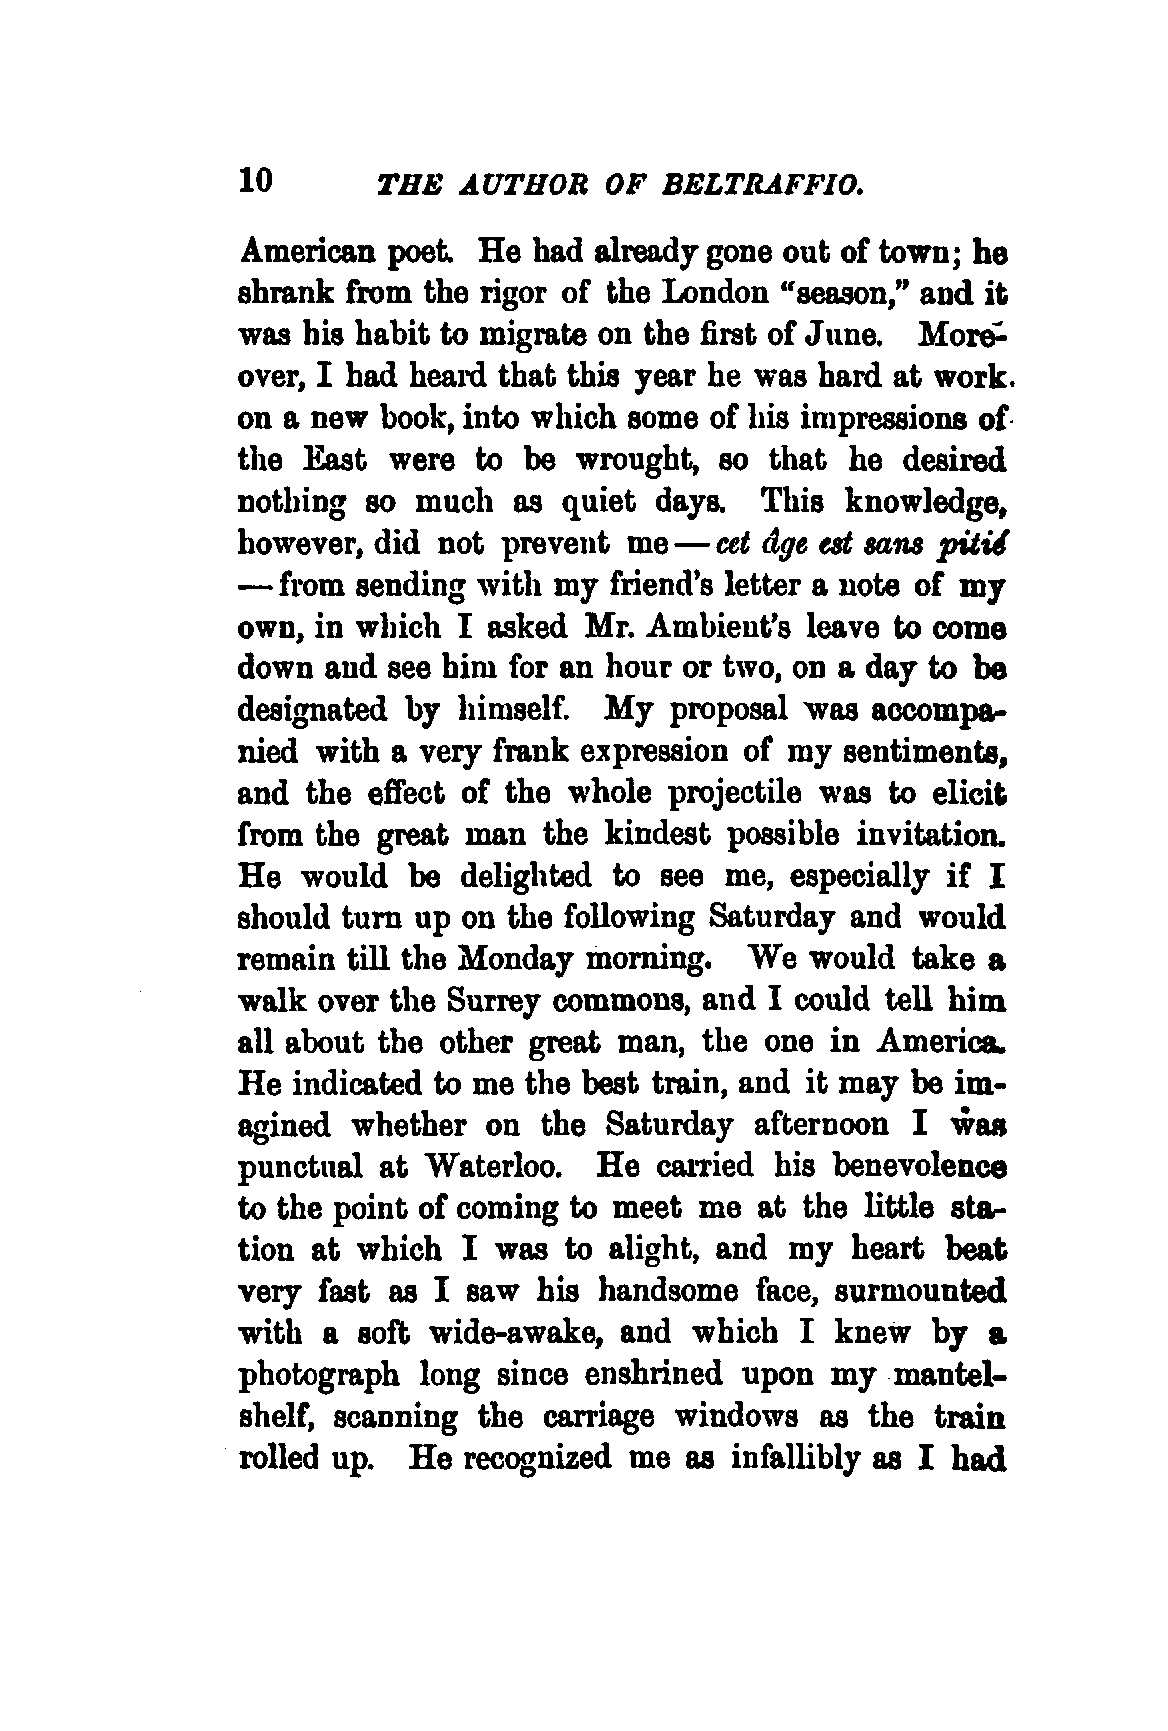 10 THE AUTHOR OF BELTRAFFIO.
American poet. He had already gone out of town; he
shrank from the rigor of the London "season," and it
was his habit to migrate on the first of June. More-
over, I had heard that this year he was hard at work
on a new book, into which some of his impressions of
the East were to be wrought, so that he desired
nothing so much as quiet days. This knowledge,
however, did not prevent me — cet âge est sans pitié
— from sending with my friend's letter a note of my
own, in which I asked Mr. Ambient's leave to come
down and see him for an hour or two, on a day to be
designated by himself. My proposal was accompa-
nied with a very frank expression of my sentiments,
and the effect of the whole projectile was to elicit
from the great man the kindest possible invitation.
He would be delighted to see me, especially if I
should turn up on the following Saturday and would
remain till the Monday morning. We would take a
walk over the Surrey commons, and I could tell him
all about the other great man, the one in America.
He indicated to me the best train, and it may be im-
agined whether on the Saturday afternoon I was
punctual at Waterloo. He carried his benevolence
to the point of coming to meet me at the little sta-
tion at which I was to alight, and my heart beat
very fast as I saw his handsome face, surmounted
with a soft wide-awake, and which I knew by a
photograph long since enshrined upon my mantel-
shelf, scanning the carriage windows as the train
rolled up. He recognized me as infallibly as I had